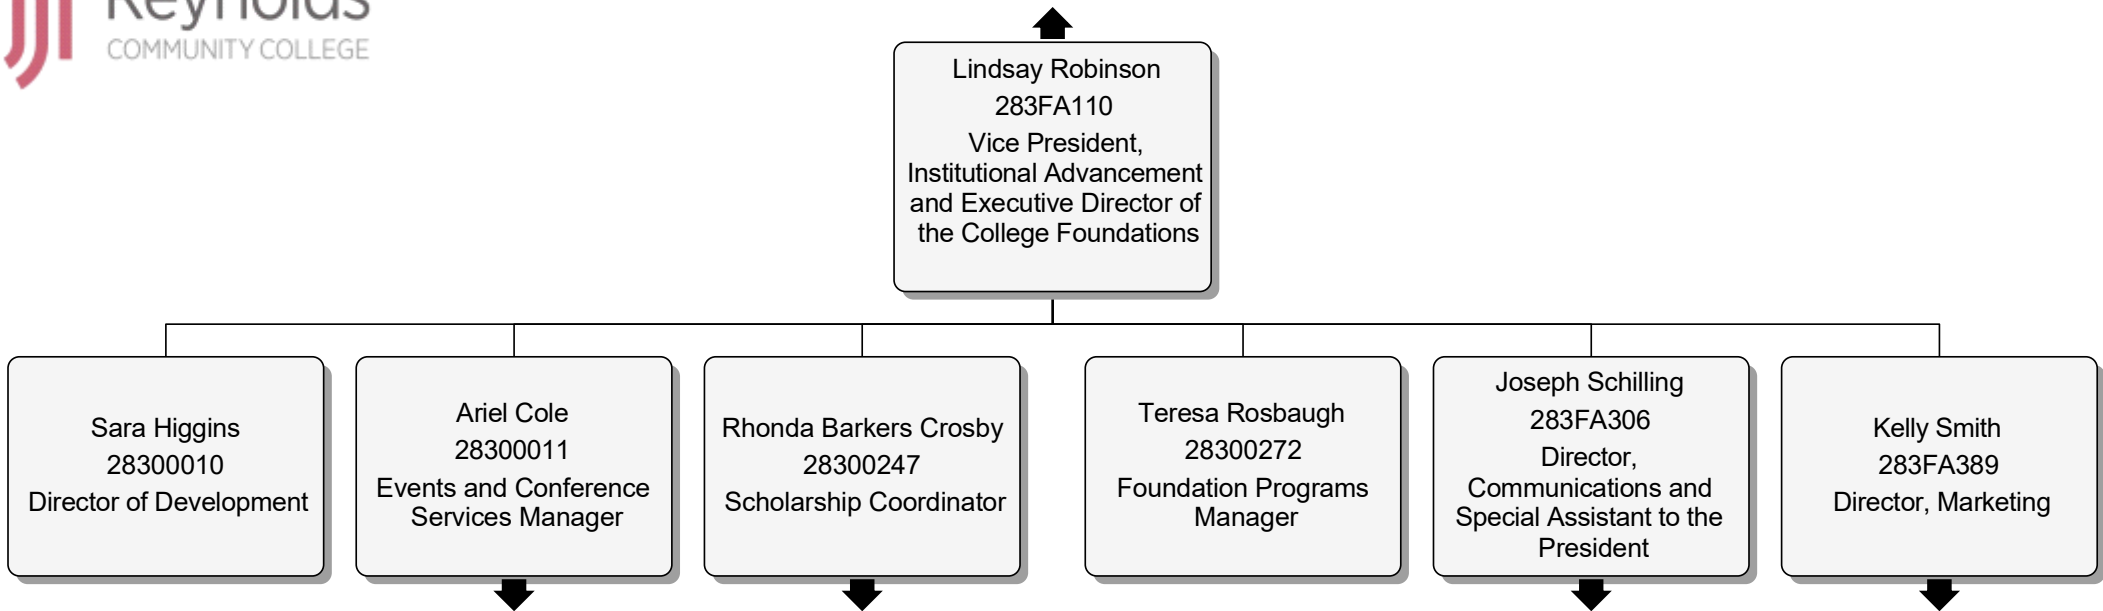 Reynolds
COMMUNITY COLLEGE
Lindsay Robinson
283FA110
Vice President,
Institutional Advancement
and Executive Director of
the College Foundations
Sara Higgins
28300010
Director of Development
Ariel Cole
28300011
Events and Conference
Services Manager
Rhonda Barkers Crosby
28300247
Scholarship Coordinator
Teresa Rosbaugh
28300272
Foundation Programs
Manager
Joseph Schilling
283FA306
Director,
Communications and
Special Assistant to the
President
Kelly Smith
283FA389
Director, Marketing